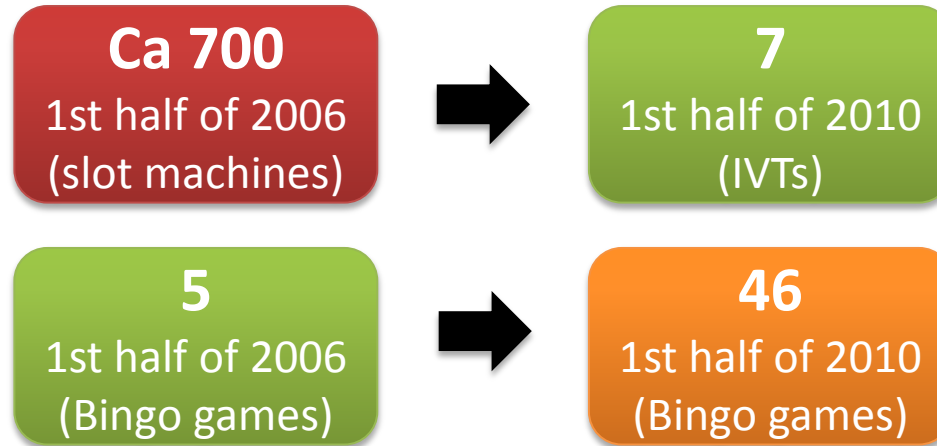 Ca 700
1st half of 2006
(slot machines)
7
1st half of 2010
(IVTs)
5
1st half of 2006
(Bingo games)
46
1st half of 2010
(Bingo games)